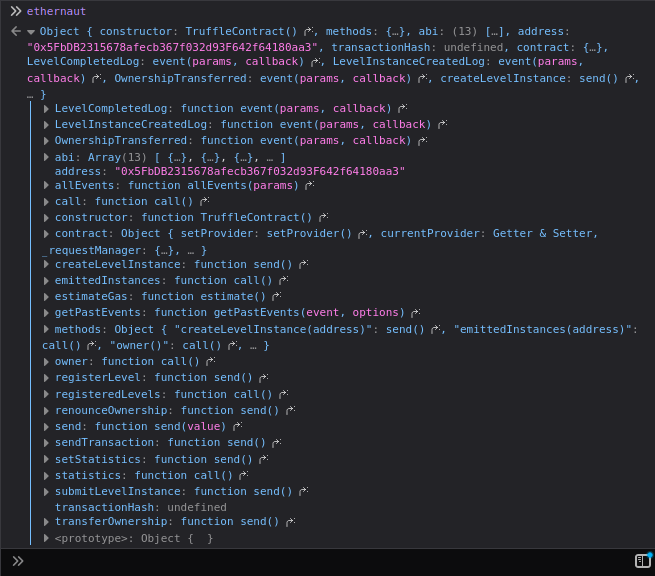 ethernaut
Object { constructor: TruffleContract(), methods: {…}, abi: (13) […], address:
"0x5FbDB2315678afecb367f032d93F642f64180aa3", transactionHash: undefined, contract: {…},
LevelCompletedLog: event(params, callback), LevelInstanceCreatedLog: event(params,
callback), OwnershipTransferred: event(params, callback), createLevelInstance: send(),
… }
LevelCompletedLog: function event(params, callback)
LevelInstanceCreatedLog: function event(params, callback)
OwnershipTransferred: function event(params, callback)
abi: Array(13) [ {…}, {…}, {…}, … ]
address: "0x5FbDB2315678afecb367f032d93F642f64180aa3"
allEvents: function allEvents(params)
call: function call()
constructor: function TruffleContract()
contract: Object { setProvider: setProvider(), currentProvider: Getter & Setter,
_requestManager: {…}, … }
createLevelInstance: function send()
emittedInstances: function call()
estimateGas: function estimate()
getPastEvents: function getPastEvents(event, options)
methods: Object { "createLevelInstance(address)": send(), "emittedInstances(address)":
call(), "owner()": call(), … }
owner: function call()
registerLevel: function send()
registeredLevels: function call()
renounceOwnership: function send()
send: function send(value)
sendTransaction: function send()
setStatistics: function send()
statistics: function call()
submitLevelInstance: function send()
transactionHash: undefined
transferOwnership: function send()
<prototype>: Object {  }